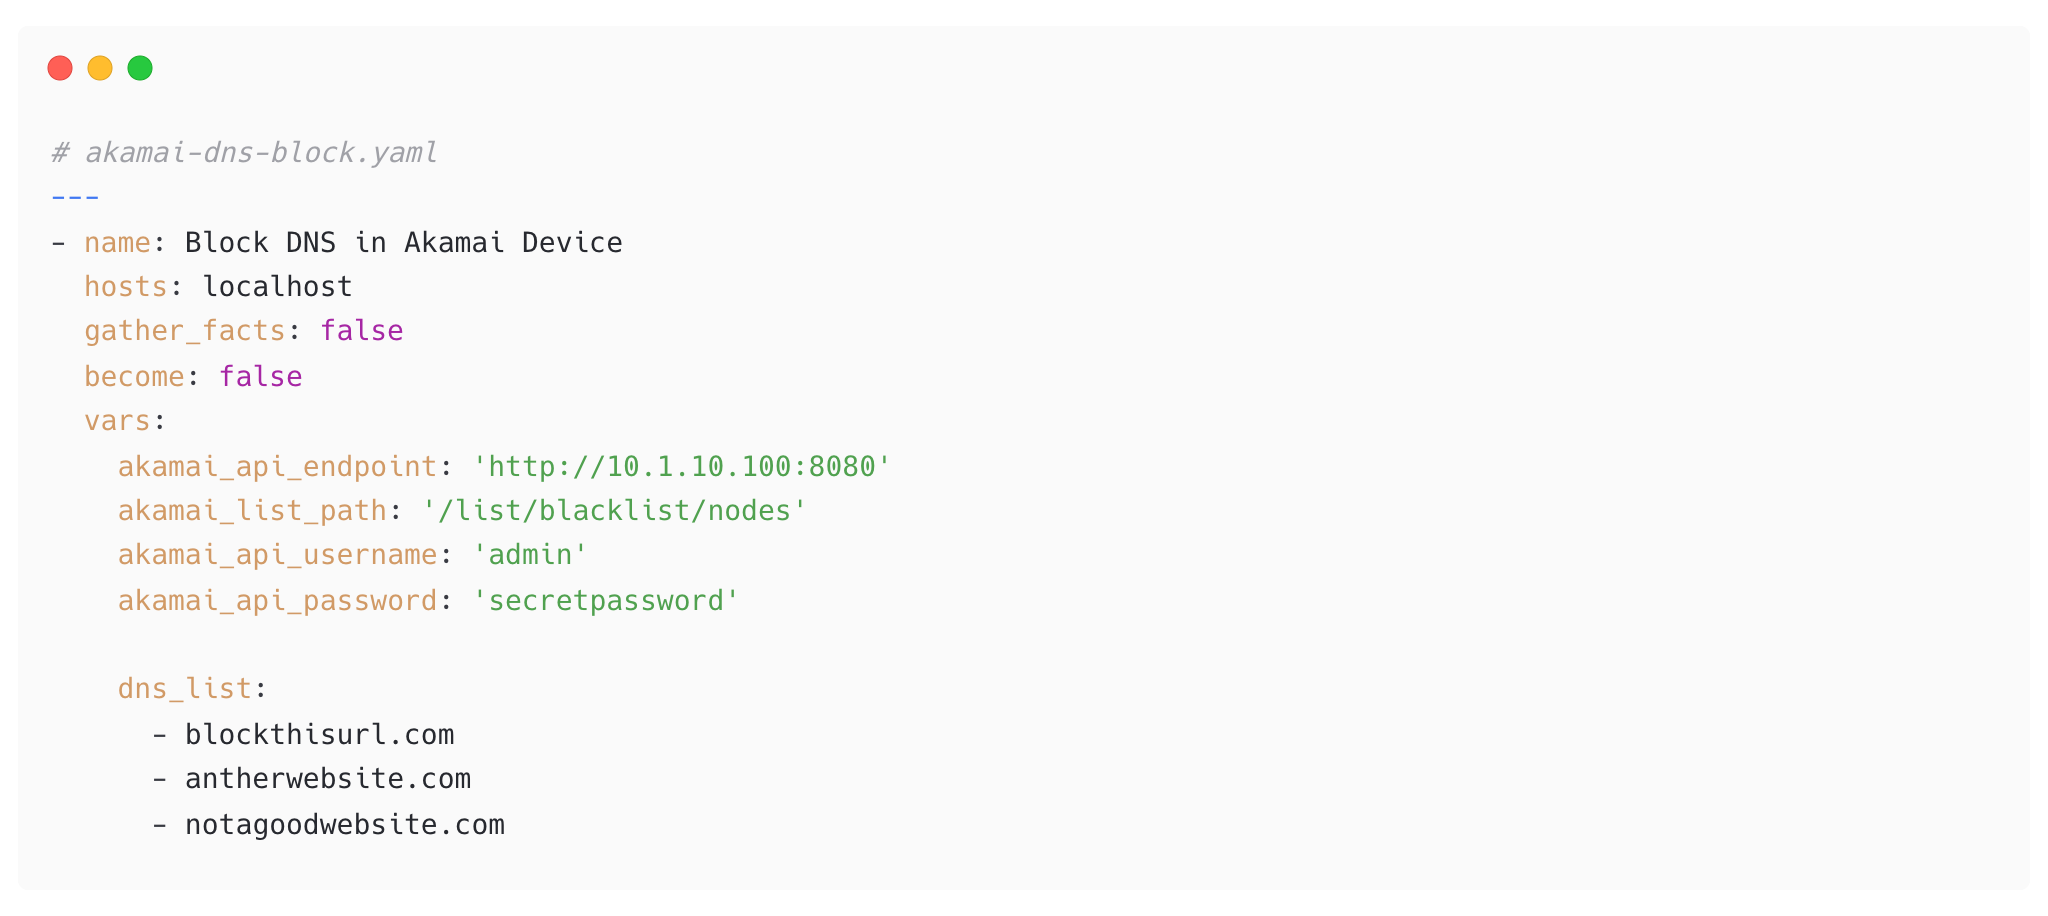 # akamai-dns-block.yaml
---
- name: Block DNS in Akamai Device
  hosts: localhost
  gather_facts: false
  become: false
  vars:
    akamai_api_endpoint: 'http://10.1.10.100:8080'
    akamai_list_path: '/list/blacklist/nodes'
    akamai_api_username: 'admin'
    akamai_api_password: 'secretpassword'

    dns_list:
      - blockthisurl.com
      - antherwebsite.com
      - notagoodwebsite.com